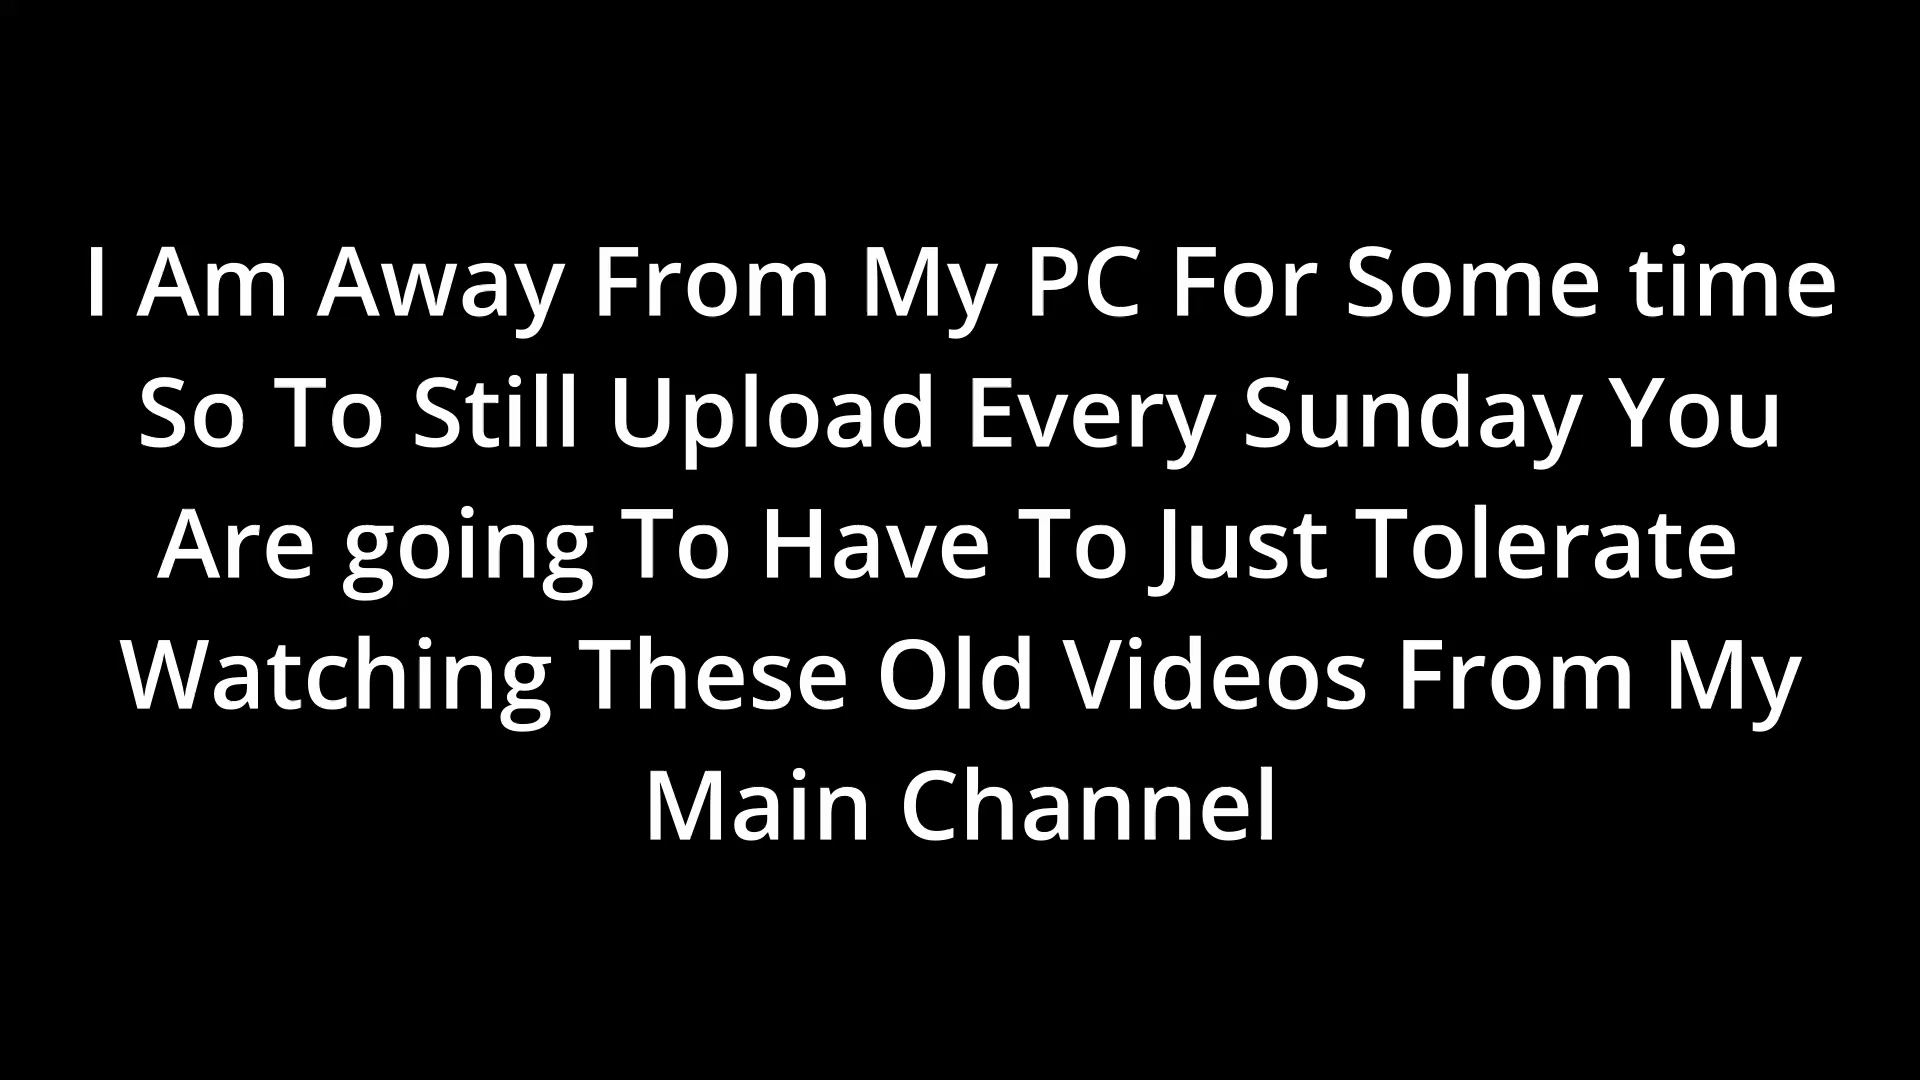 I Am Away From My PC For Some time
So To Still Upload Every Sunday You
Are going To Have To Just Tolerate
Watching These Old Videos From My
Main Channel